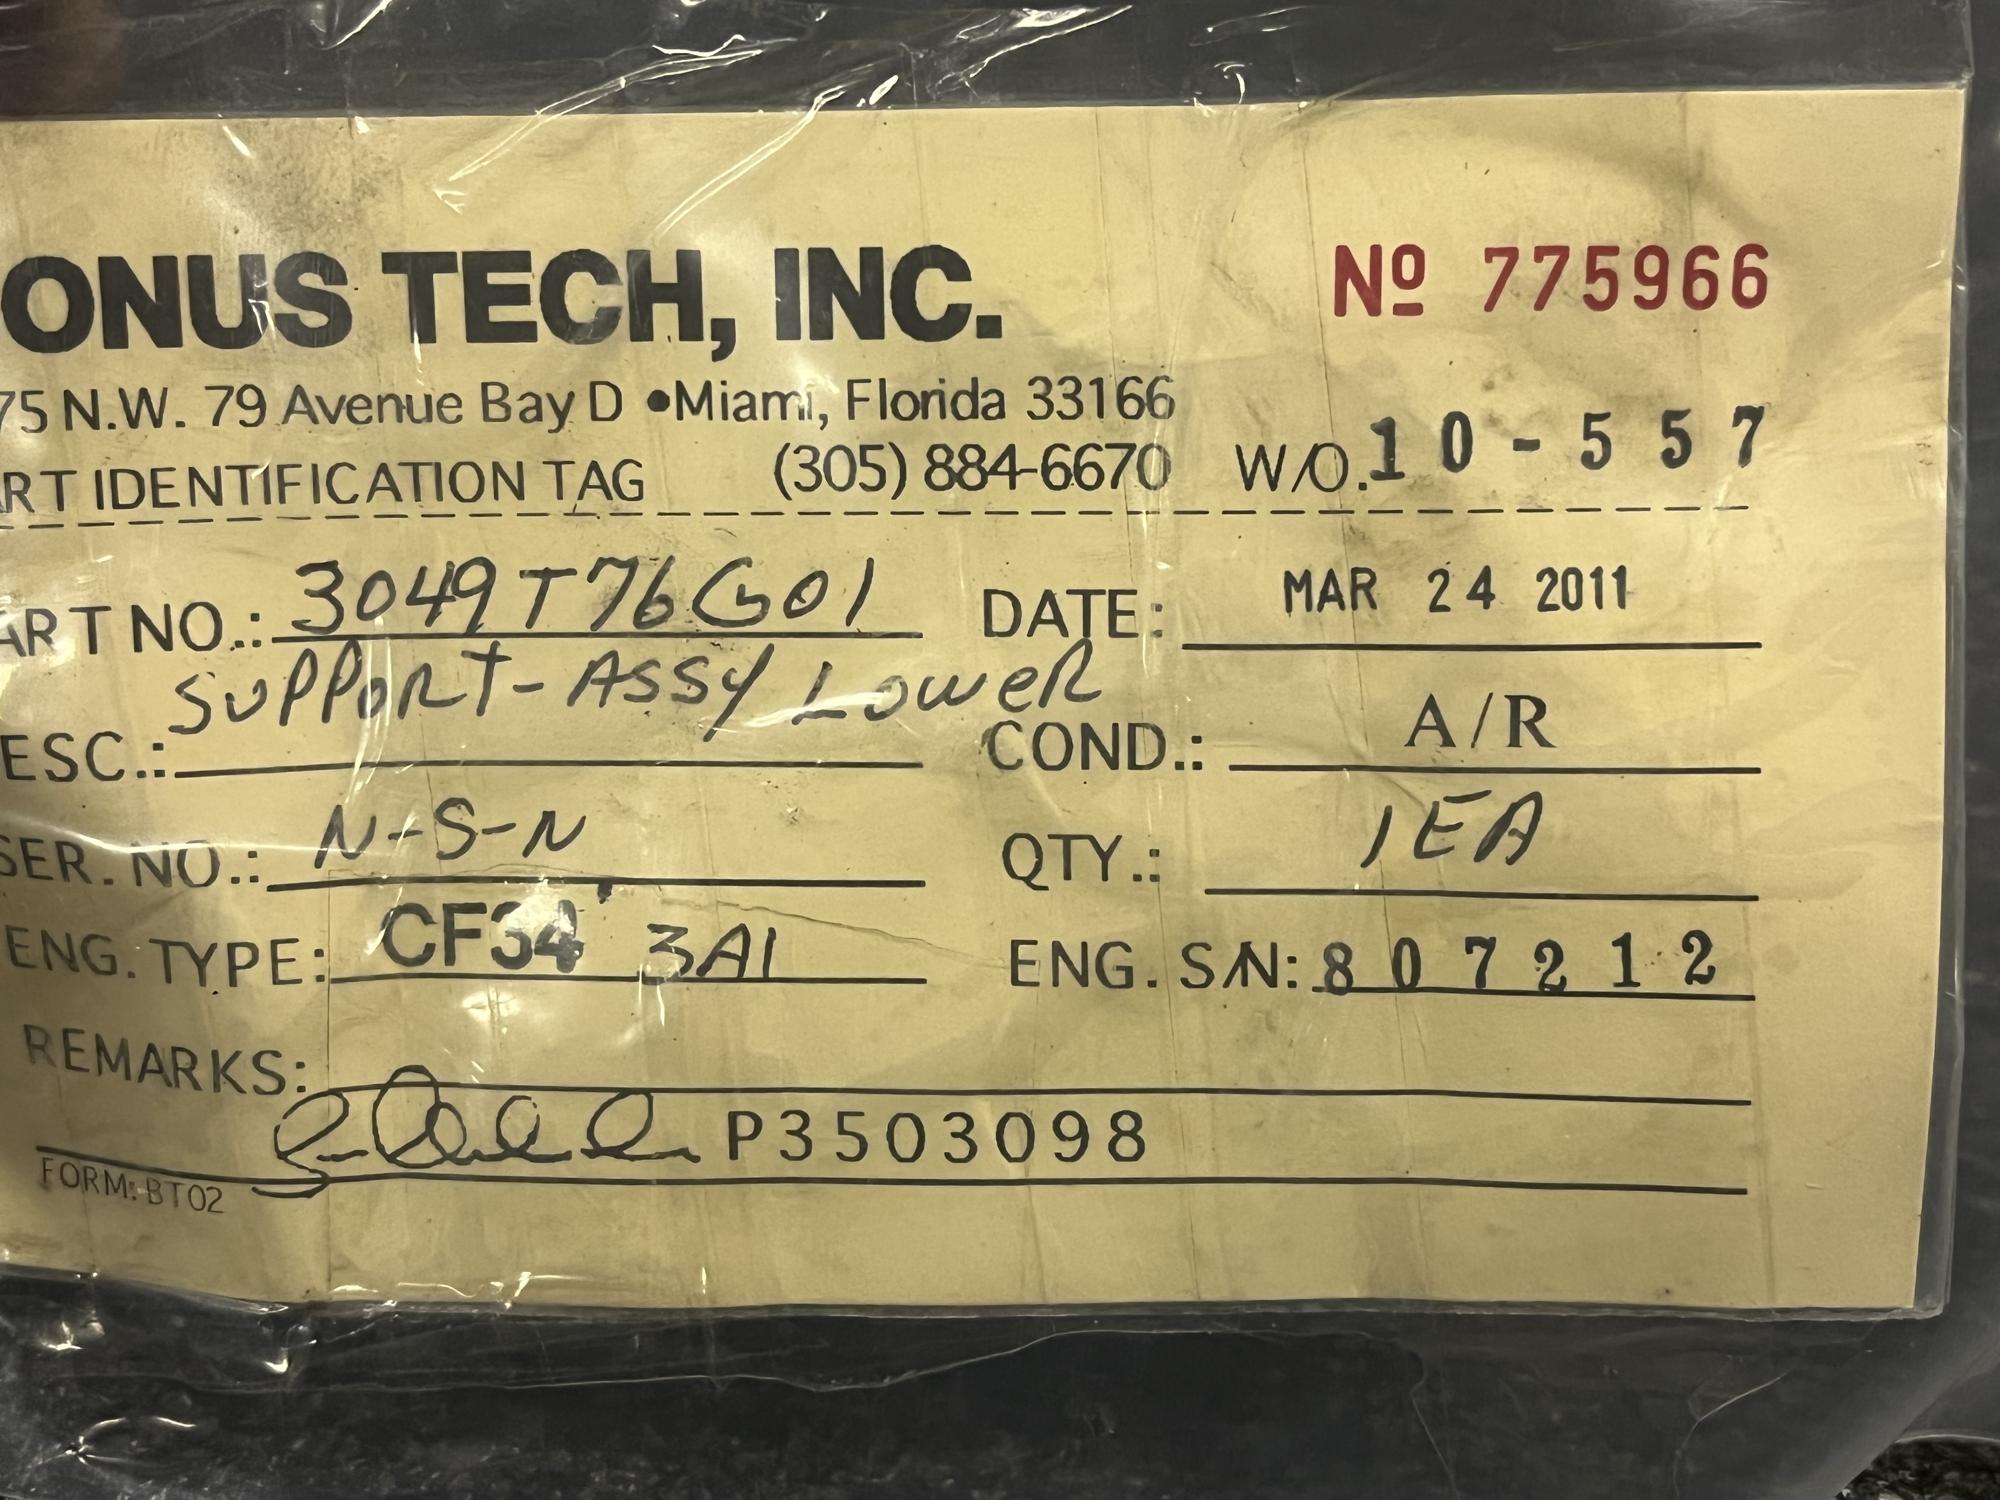 ONUS TECH, INC. Nº 775966
75 N.W. 79 Avenue Bay D •Miami, Florida 33166
RT IDENTIFICATION TAG (305) 884-6670 W/O. 10-557
ART NO.: 3049T76G01 DATE: MAR 24 2011
ESC.: SUPPORT-ASSY LOWER COND.: A/R
SER. NO.: N-S-N QTY.: 1EA
ENG. TYPE: CF34 3A1 ENG. S/N: 807212
REMARKS:
P3503098
FORM: BT02